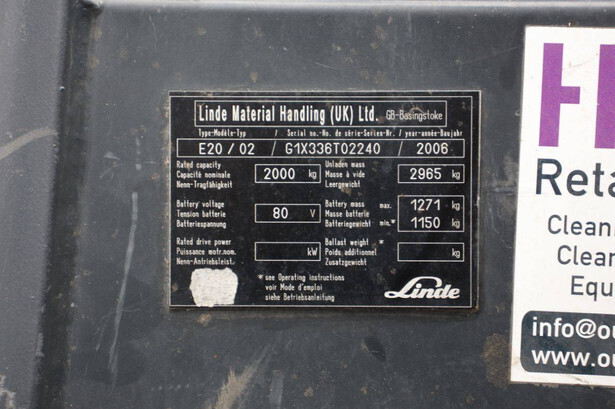 Linde Material Handling (UK) Ltd. GB-Basingstoke
Type-Modèle-Typ / Serial no.-No. de série-Serien-Nr. / year-année-Baujahr
E20 / 02 / G1X336T02240 / 2006
Rated capacity
Capacité nominale 2000 kg
Nenn-Tragfähigkeit
Unladen mass
Masse à vide 2965 kg
Leergewicht
Battery voltage
Tension batterie 80 V
Batteriespannung
Battery mass max. 1271 kg
Masse batterie
Batteriegewicht min.* 1150 kg
Rated drive power
Puissance motr.nom. kW
Nenn-Antriebsleist.
Ballast weight *
Poids additionnel kg
Zusatzgewicht
* see Operating instructions
voir Mode d'emploi
siehe Betriebsanleitung
Linde
H
Reta
Clean
Clean
Equ
info@ou
www.ou